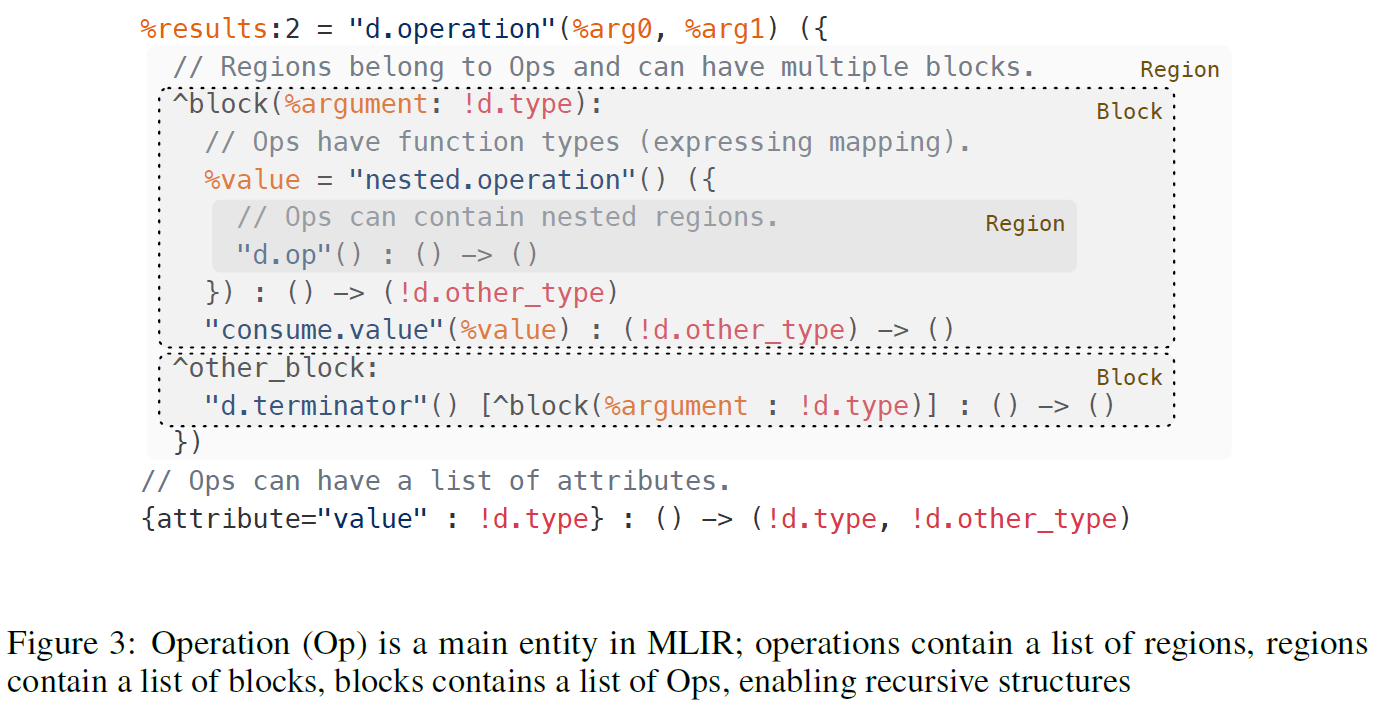 %results:2 = "d.operation"(%arg0, %arg1) ({
// Regions belong to Ops and can have multiple blocks. Region
^block(%argument: !d.type): Block
// Ops have function types (expressing mapping).
%value = "nested.operation"() ({
// Ops can contain nested regions. Region
"d.op"() : () −> ()
}) : () −> (!d.other_type)
"consume.value"(%value) : (!d.other_type) −> ()
^other_block: Block
"d.terminator"() [^block(%argument : !d.type)] : () −> ()
})
// Ops can have a list of attributes.
{attribute="value" : !d.type} : () −> (!d.type, !d.other_type)
Figure 3: Operation (Op) is a main entity in MLIR; operations contain a list of regions, regions
contain a list of blocks, blocks contains a list of Ops, enabling recursive structures